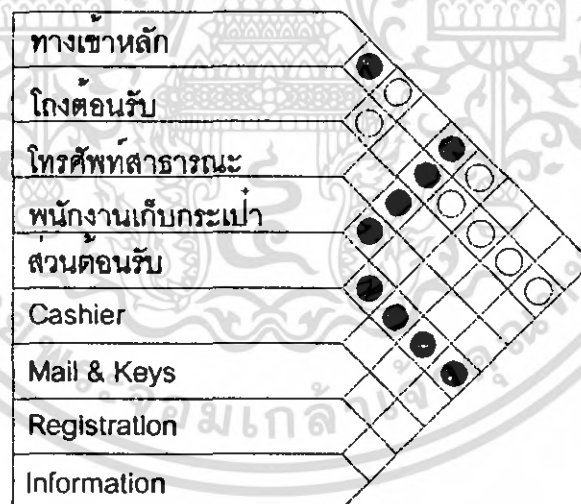 ทางเข้าหลัก
โถงต้อนรับ
โทรศัพท์สาธารณะ
พนักงานเก็บกระเป๋า
ส่วนต้อนรับ
Cashier
Mail & Keys
Registration
Information